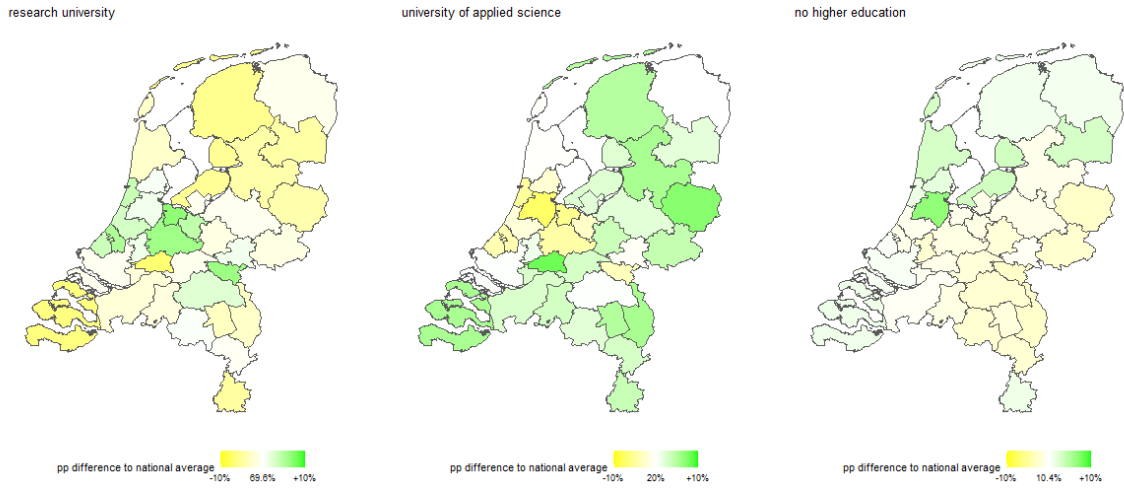 research university
university of applied science
no higher education
pp difference to national average
-10% 69.6% +10%
pp difference to national average
-10% 20% +10%
pp difference to national average
-10% 10.4% +10%